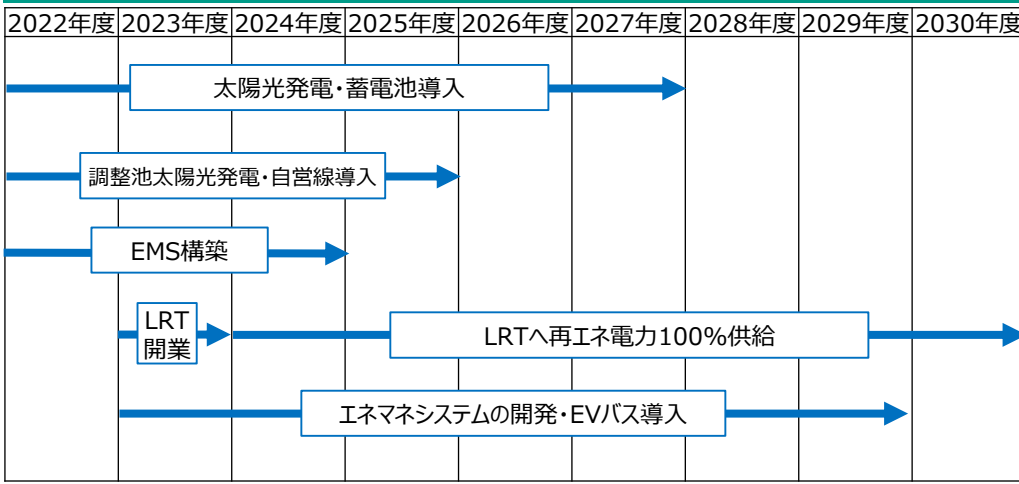 2022年度 2023年度 2024年度 2025年度 2026年度 2027年度 2028年度 2029年度 2030年度
太陽光発電・蓄電池導入
調整池太陽光発電・自営線導入
EMS構築
LRT
開業
LRTへ再エネ電力100%供給
エネマネシステムの開発・EVバス導入